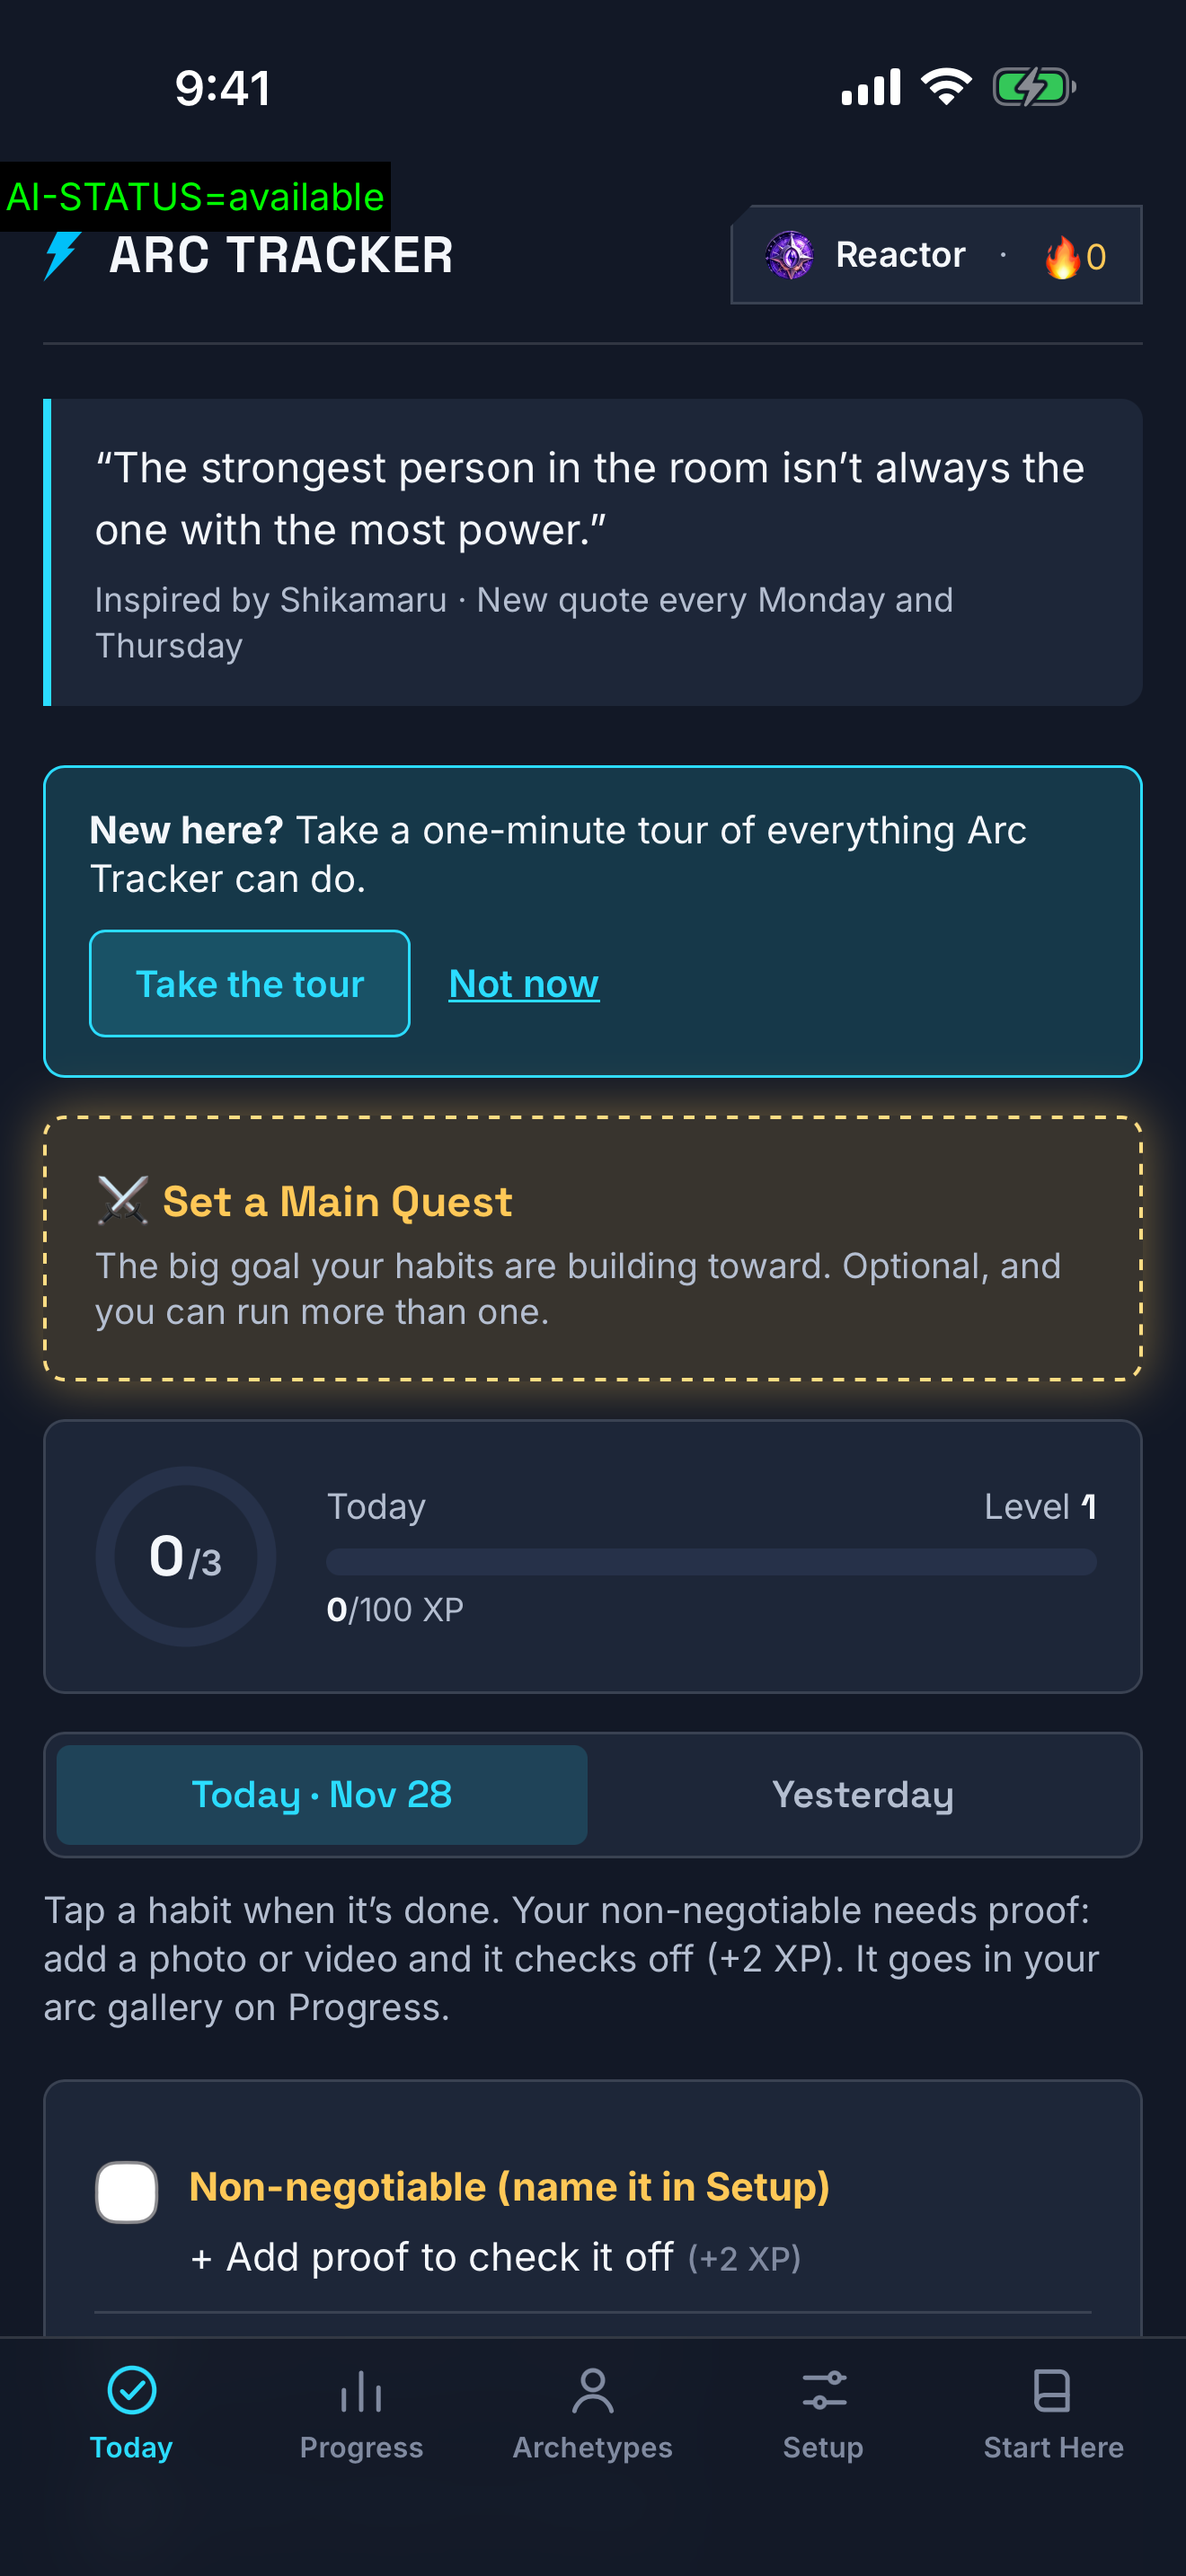 9:41
AI-STATUS=available
ARC TRACKER
Reactor · 🔥0
“The strongest person in the room isn’t always the
one with the most power.”
Inspired by Shikamaru · New quote every Monday and
Thursday
New here? Take a one-minute tour of everything Arc
Tracker can do.
Take the tour
Not now
⚔️ Set a Main Quest
The big goal your habits are building toward. Optional, and
you can run more than one.
0/3
Today
Level 1
0/100 XP
Today · Nov 28
Yesterday
Tap a habit when it’s done. Your non-negotiable needs proof:
add a photo or video and it checks off (+2 XP). It goes in your
arc gallery on Progress.
Non-negotiable (name it in Setup)
+ Add proof to check it off (+2 XP)
Today
Progress
Archetypes
Setup
Start Here